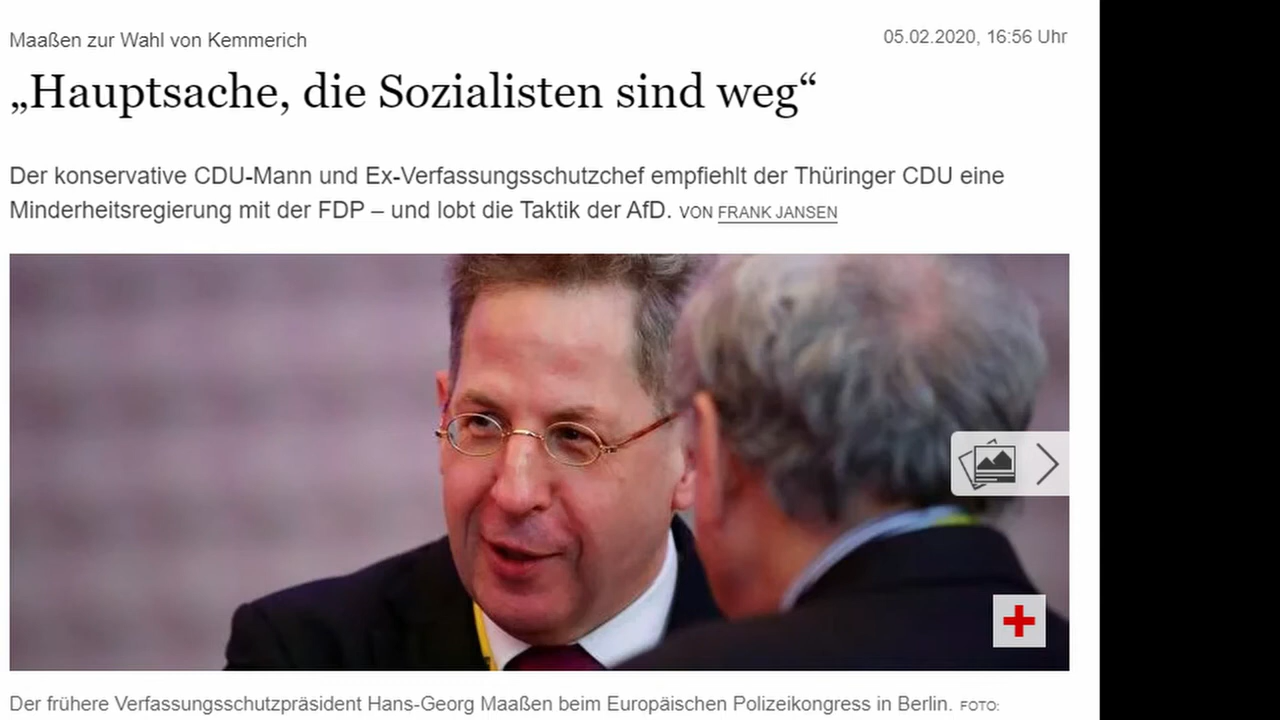 Maaßen zur Wahl von Kemmerich
05.02.2020, 16:56 Uhr
„Hauptsache, die Sozialisten sind weg“
Der konservative CDU-Mann und Ex-Verfassungsschutzchef empfiehlt der Thüringer CDU eine
Minderheitsregierung mit der FDP – und lobt die Taktik der AfD. VON FRANK JANSEN
Der frühere Verfassungsschutzpräsident Hans-Georg Maaßen beim Europäischen Polizeikongress in Berlin. FOTO: